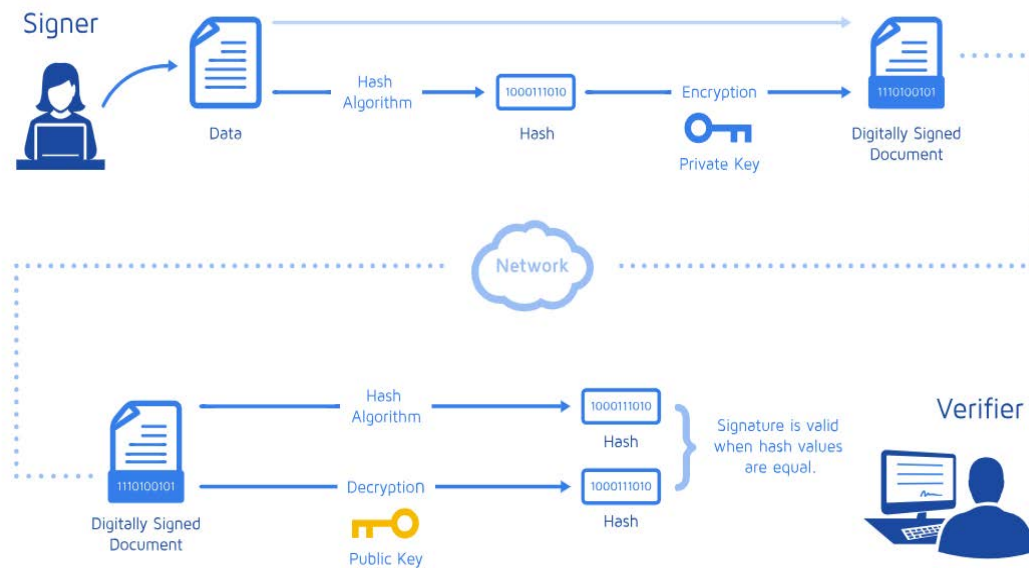 Signer
Data
Hash
Algorithm
1000111010
Hash
Encryption
Private Key
1110100101
Digitally Signed
Document
Network
1110100101
Digitally Signed
Document
Hash
Algorithm
1000111010
Hash
Decryption
Public Key
1000111010
Hash
Signature is valid
when hash values
are equal.
Verifier